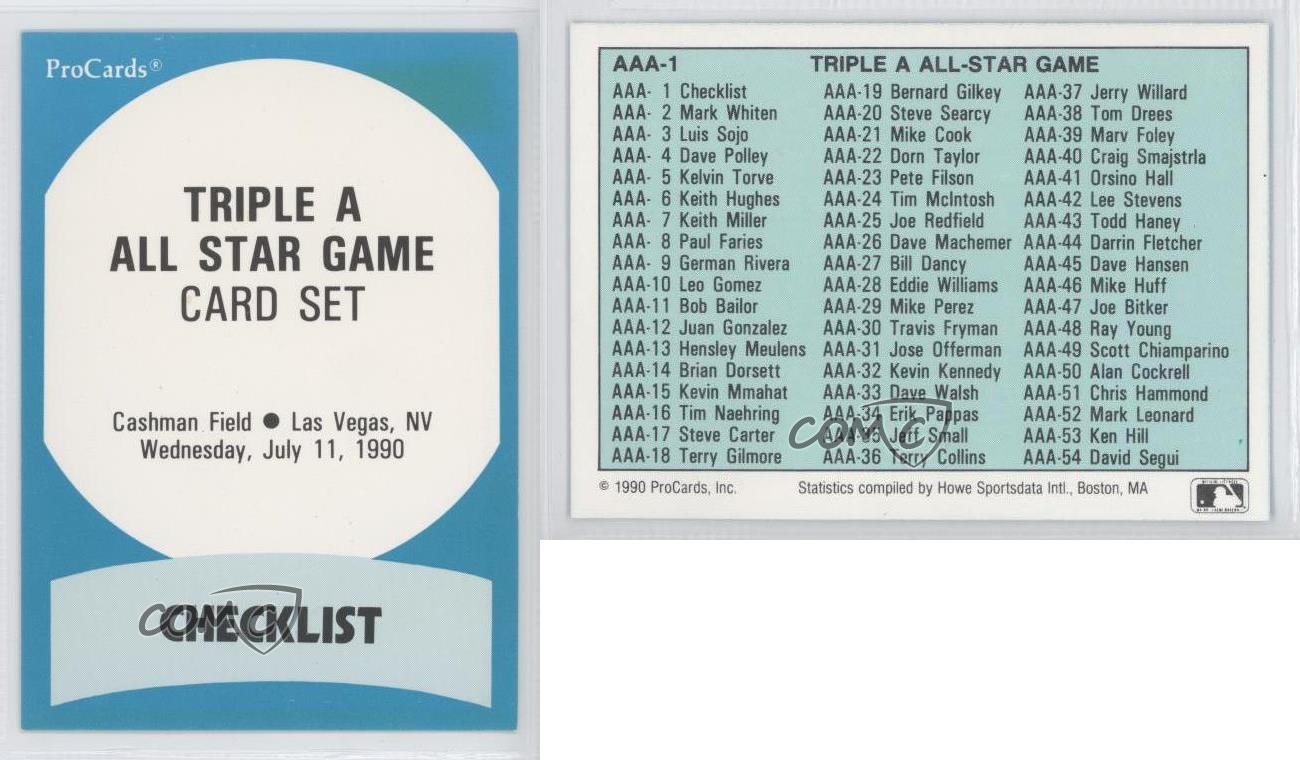 ProCards®
TRIPLE A
ALL STAR GAME
CARD SET
Cashman Field ● Las Vegas, NV
Wednesday, July 11, 1990
CHECKLIST
COMC
AAA-1 TRIPLE A ALL-STAR GAME
AAA- 1 Checklist
AAA- 2 Mark Whiten
AAA- 3 Luis Sojo
AAA- 4 Dave Polley
AAA- 5 Kelvin Torve
AAA- 6 Keith Hughes
AAA- 7 Keith Miller
AAA- 8 Paul Faries
AAA- 9 German Rivera
AAA-10 Leo Gomez
AAA-11 Bob Bailor
AAA-12 Juan Gonzalez
AAA-13 Hensley Meulens
AAA-14 Brian Dorsett
AAA-15 Kevin Mmahat
AAA-16 Tim Naehring
AAA-17 Steve Carter
AAA-18 Terry Gilmore
AAA-19 Bernard Gilkey
AAA-20 Steve Searcy
AAA-21 Mike Cook
AAA-22 Dorn Taylor
AAA-23 Pete Filson
AAA-24 Tim McIntosh
AAA-25 Joe Redfield
AAA-26 Dave Machemer
AAA-27 Bill Dancy
AAA-28 Eddie Williams
AAA-29 Mike Perez
AAA-30 Travis Fryman
AAA-31 Jose Offerman
AAA-32 Kevin Kennedy
AAA-33 Dave Walsh
AAA-34 Erik Pappas
AAA-35 Jeff Small
AAA-36 Terry Collins
AAA-37 Jerry Willard
AAA-38 Tom Drees
AAA-39 Marv Foley
AAA-40 Craig Smajstrla
AAA-41 Orsino Hall
AAA-42 Lee Stevens
AAA-43 Todd Haney
AAA-44 Darrin Fletcher
AAA-45 Dave Hansen
AAA-46 Mike Huff
AAA-47 Joe Bitker
AAA-48 Ray Young
AAA-49 Scott Chiamparino
AAA-50 Alan Cockrell
AAA-51 Chris Hammond
AAA-52 Mark Leonard
AAA-53 Ken Hill
AAA-54 David Segui
COMC
© 1990 ProCards, Inc. Statistics compiled by Howe Sportsdata Intl., Boston, MA